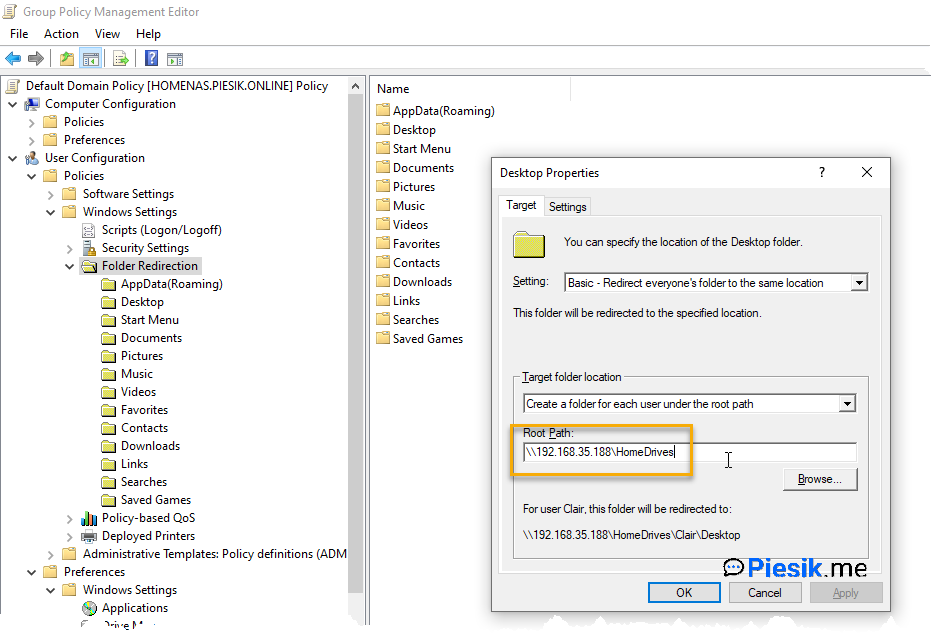 Group Policy Management Editor
File Action View Help
Default Domain Policy [HOMENAS.PIESIK.ONLINE] Policy
Computer Configuration
Policies
Preferences
User Configuration
Policies
Software Settings
Windows Settings
Scripts (Logon/Logoff)
Security Settings
Folder Redirection
AppData(Roaming)
Desktop
Start Menu
Documents
Pictures
Music
Videos
Favorites
Contacts
Downloads
Links
Searches
Saved Games
Policy-based QoS
Deployed Printers
Administrative Templates: Policy definitions (ADM
Preferences
Windows Settings
Applications
Name
AppData(Roaming)
Desktop
Start Menu
Documents
Pictures
Music
Videos
Favorites
Contacts
Downloads
Links
Searches
Saved Games
Desktop Properties
? 
Target Settings
You can specify the location of the Desktop folder.
Setting: Basic - Redirect everyone's folder to the same location
This folder will be redirected to the specified location.
Target folder location
Create a folder for each user under the root path
Root Path:
\\192.168.35.188\HomeDrives
Browse...
For user Clair, this folder will be redirected to:
\\192.168.35.188\HomeDrives\Clair\Desktop
Piesik.me
OK Cancel Apply